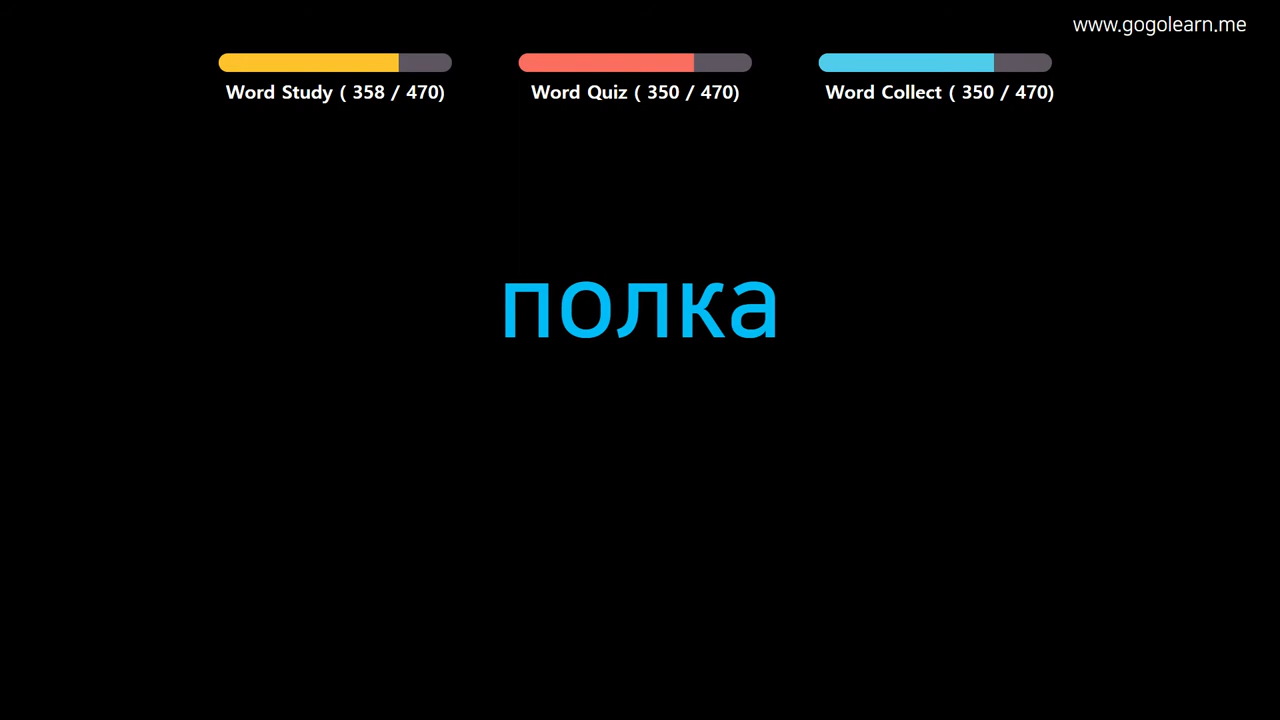 www.gogolearn.me
Word Study ( 358 / 470)
Word Quiz ( 350 / 470)
Word Collect ( 350 / 470)
полка